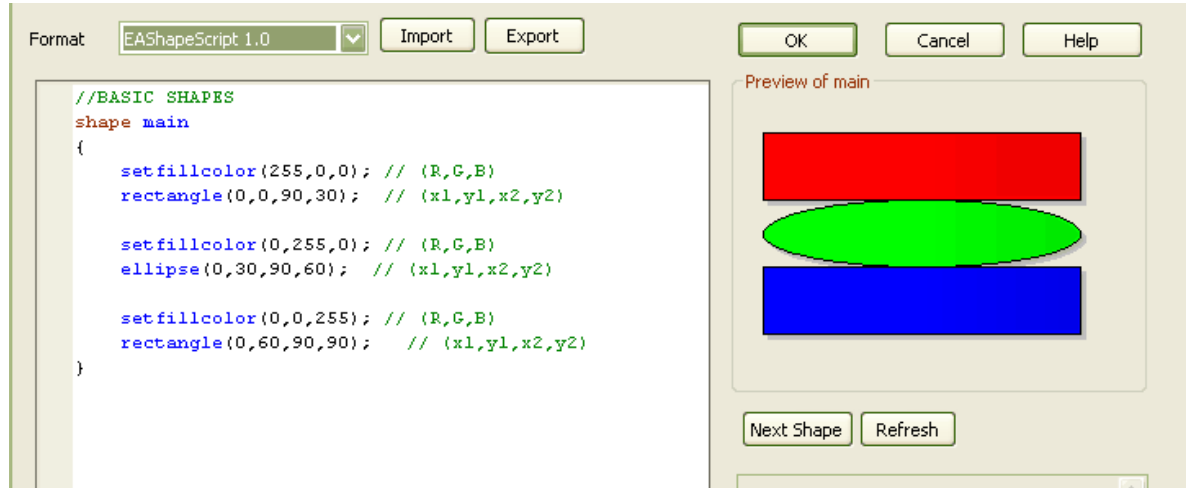 Format EAShapeScript 1.0 Import Export OK Cancel Help
//BASIC SHAPES
shape main
{
setfillcolor(255,0,0); // (R,G,B)
rectangle(0,0,90,30); // (x1,y1,x2,y2)
setfillcolor(0,255,0); // (R,G,B)
ellipse(0,30,90,60); // (x1,y1,x2,y2)
setfillcolor(0,0,255); // (R,G,B)
rectangle(0,60,90,90); // (x1,y1,x2,y2)
}
Preview of main
Next Shape Refresh